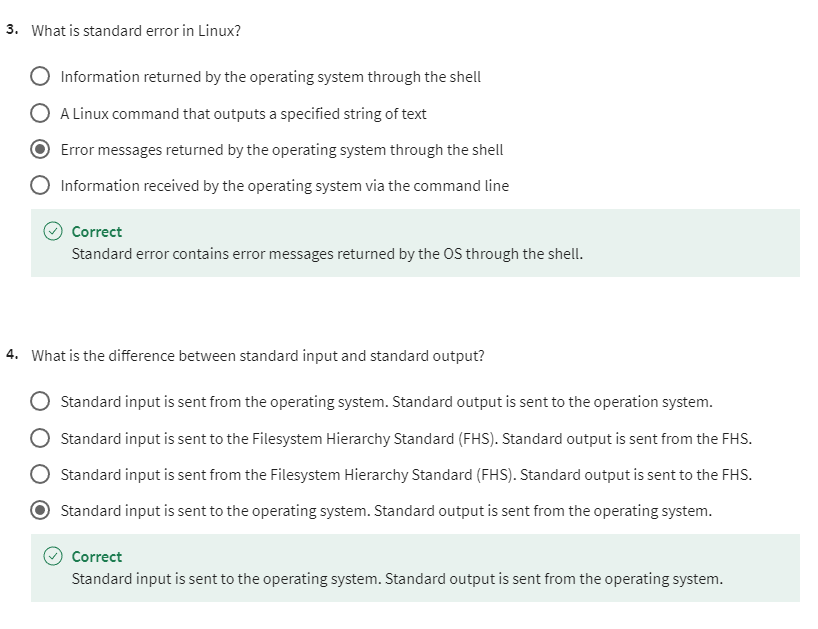 3. What is standard error in Linux?
Information returned by the operating system through the shell
A Linux command that outputs a specified string of text
Error messages returned by the operating system through the shell
Information received by the operating system via the command line
Correct
Standard error contains error messages returned by the OS through the shell.
4. What is the difference between standard input and standard output?
Standard input is sent from the operating system. Standard output is sent to the operation system.
Standard input is sent to the Filesystem Hierarchy Standard (FHS). Standard output is sent from the FHS.
Standard input is sent from the Filesystem Hierarchy Standard (FHS). Standard output is sent to the FHS.
Standard input is sent to the operating system. Standard output is sent from the operating system.
Correct
Standard input is sent to the operating system. Standard output is sent from the operating system.